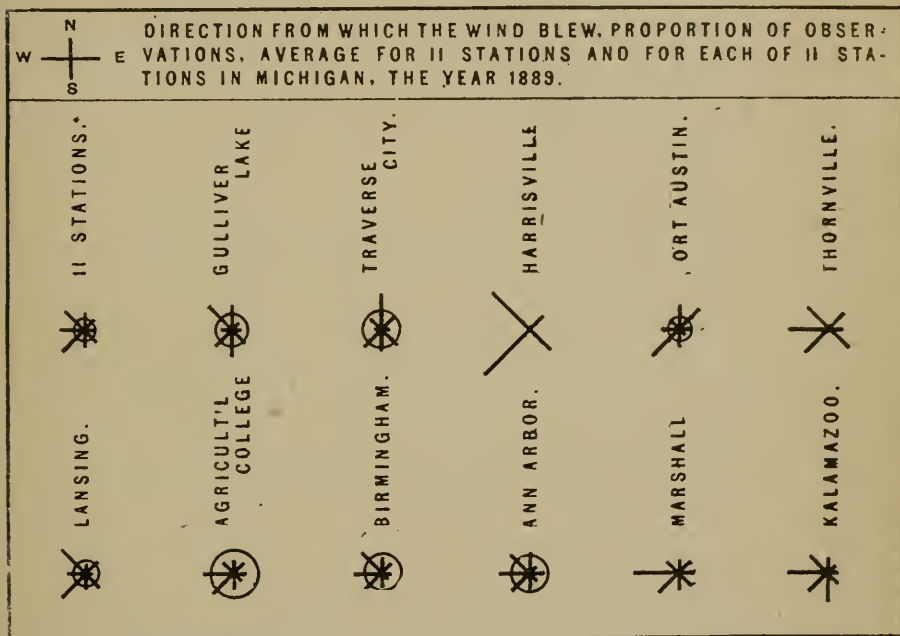 N
W E
S
DIRECTION FROM WHICH THE WIND BLEW, PROPORTION OF OBSER-
VATIONS, AVERAGE FOR 11 STATIONS AND FOR EACH OF 11 STA-
TIONS IN MICHIGAN, THE YEAR 1889.
11 STATIONS.*
GULLIVER
LAKE
TRAVERSE
CITY.
HARRISVILLE
ORT AUSTIN.
THORNVILLE.
LANSING.
AGRICULT'L
COLLEGE
BIRMINGHAM.
ANN ARBOR.
MARSHALL
KALAMAZOO.